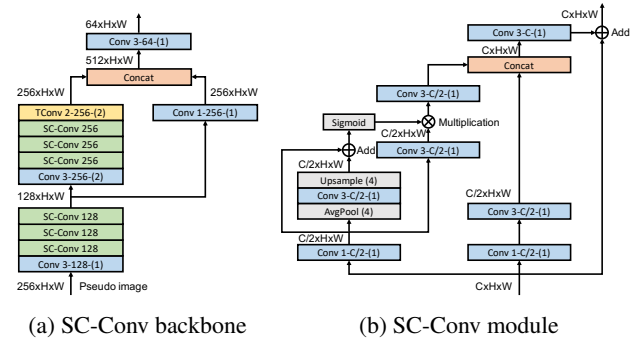 64xHxW
Conv 3-64-(1)
512xHxW
Concat
256xHxW
256xHxW
TConv 2-256-(2)
SC-Conv 256
SC-Conv 256
SC-Conv 256
Conv 3-256-(2)
Conv 1-256-(1)
128xHxW
SC-Conv 128
SC-Conv 128
SC-Conv 128
Conv 3-128-(1)
256xHxW
Pseudo image
(a) SC-Conv backbone
CxHxW
Conv 3-C-(1)
Add
CxHxW
Concat
Conv 3-C/2-(1)
Sigmoid
Multiplication
C/2xHxW
Add
Conv 3-C/2-(1)
C/2xHxW
Upsample (4)
Conv 3-C/2-(1)
AvgPool (4)
C/2xHxW
Conv 1-C/2-(1)
C/2xHxW
Conv 3-C/2-(1)
Conv 1-C/2-(1)
CxHxW
(b) SC-Conv module